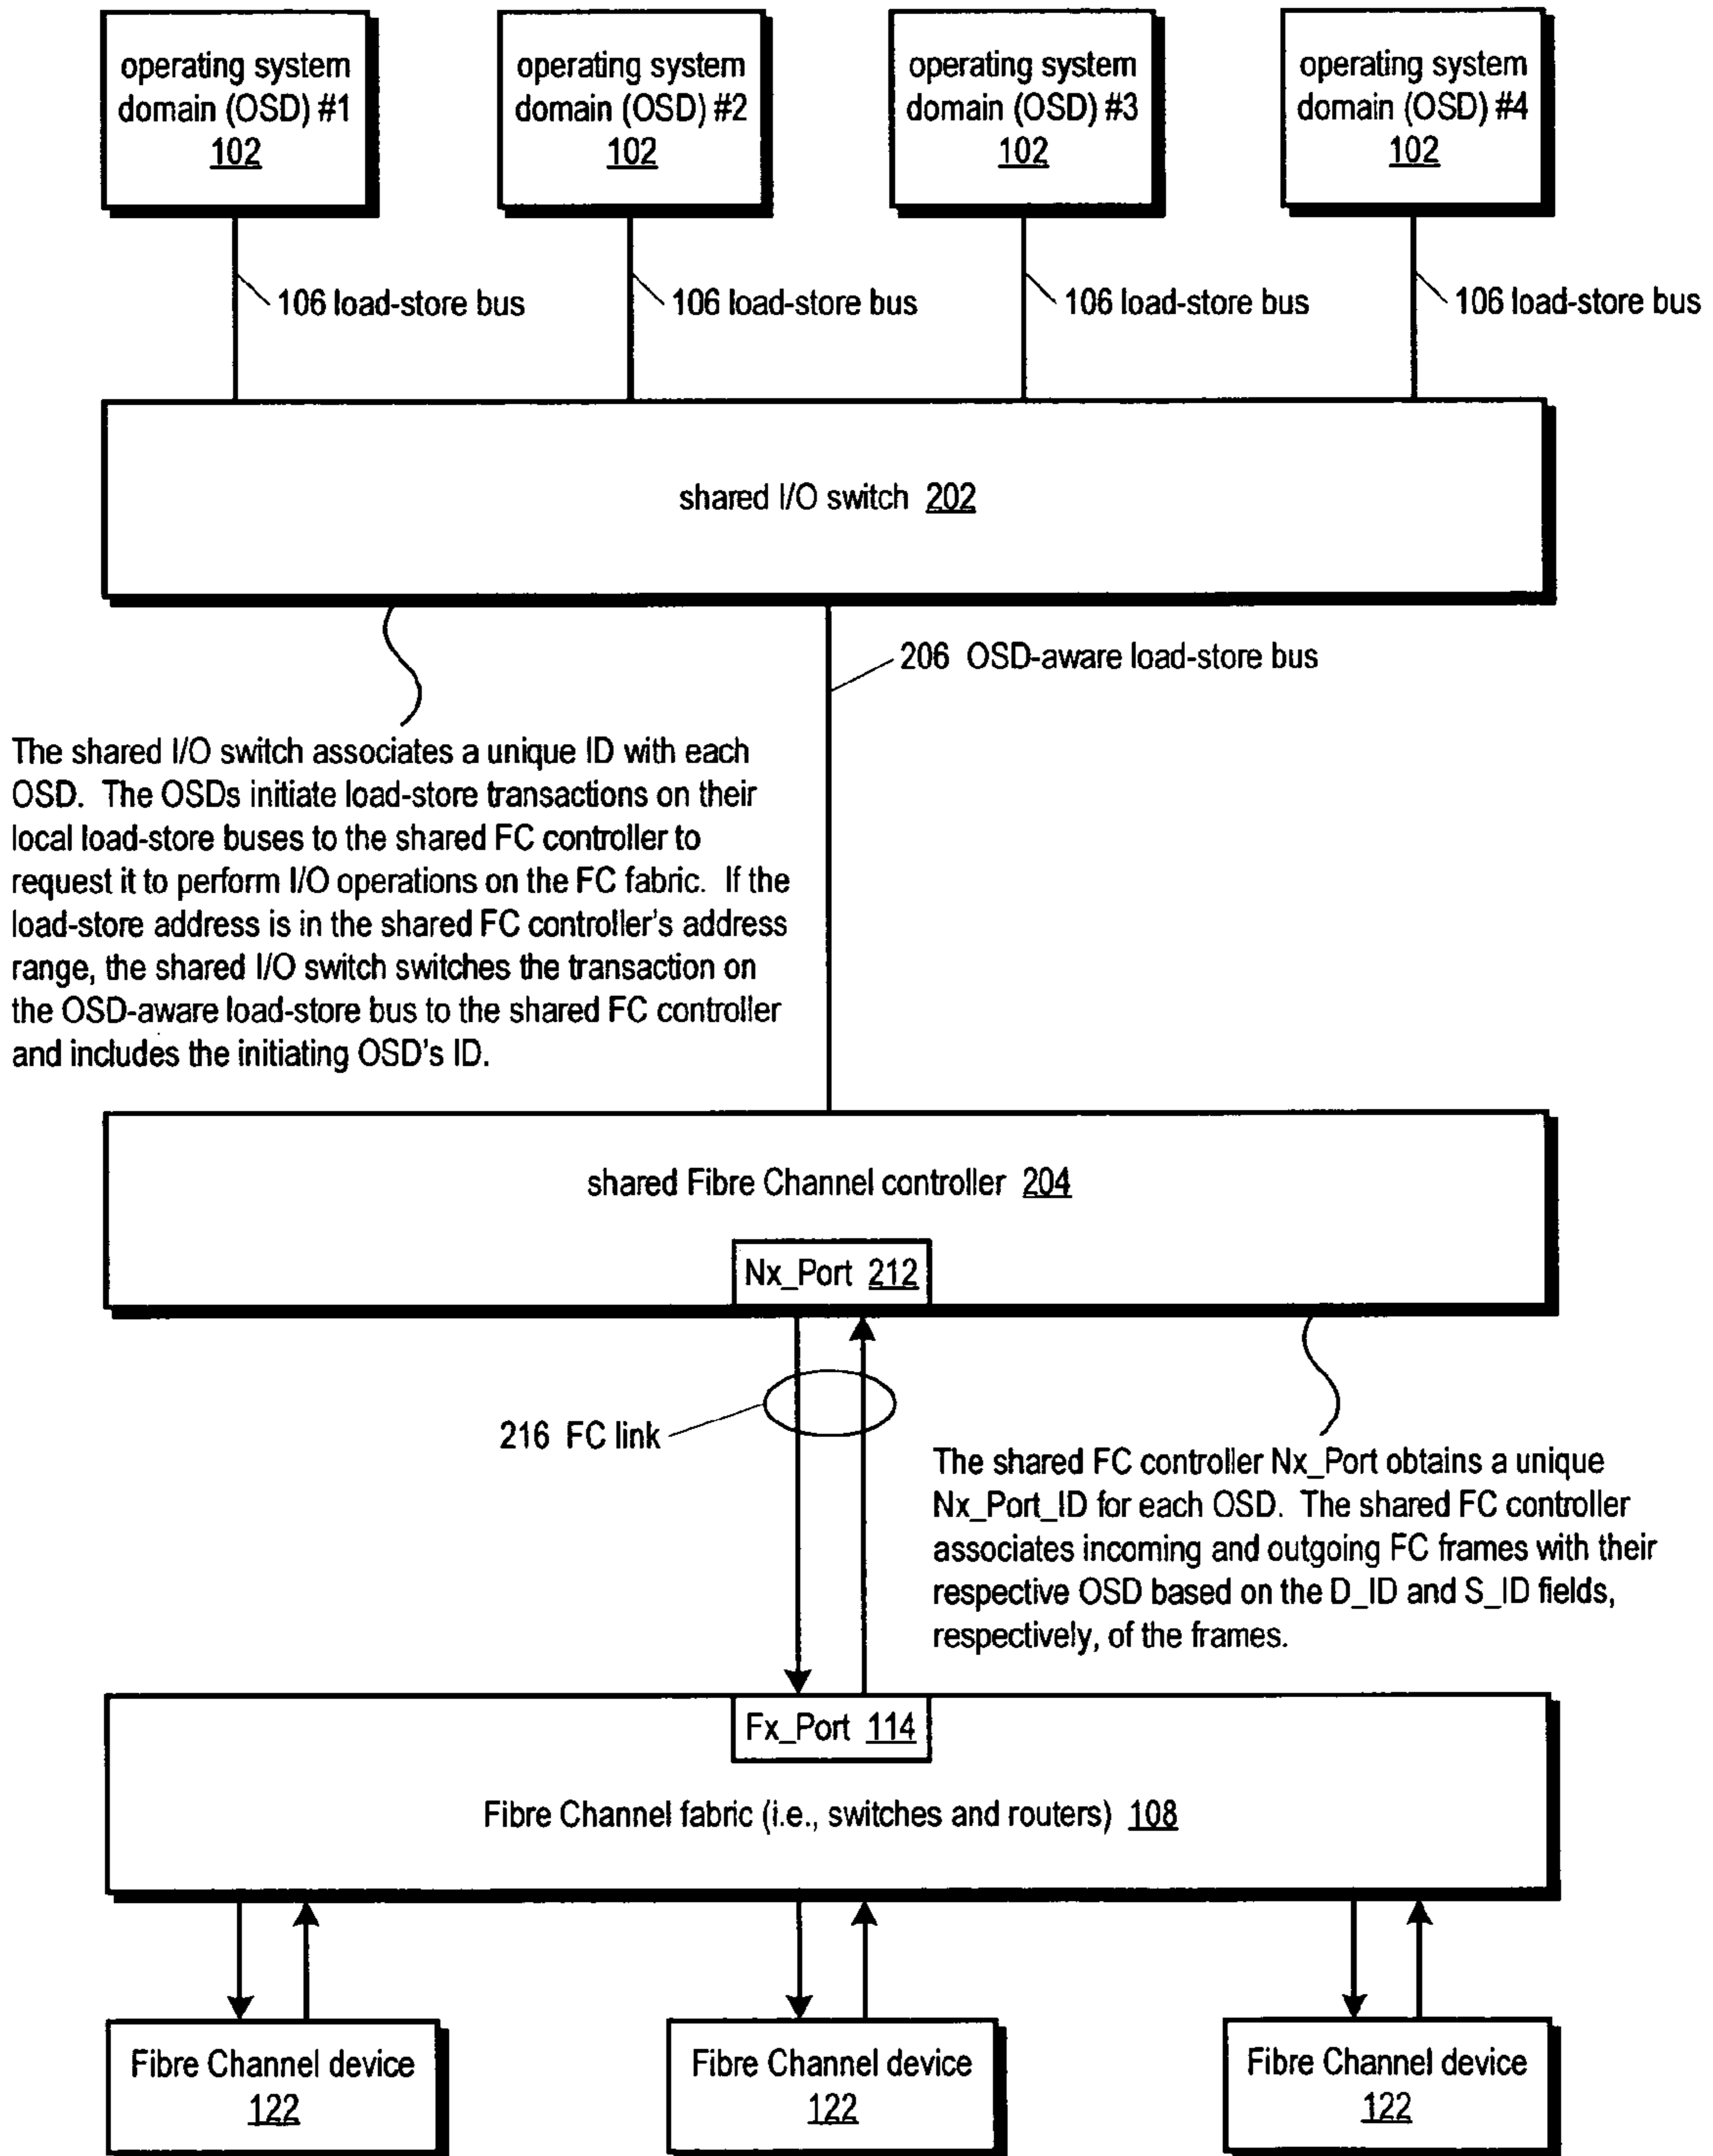 operating system
domain (OSD) #1
102
operating system
domain (OSD) #2
102
operating system
domain (OSD) #3
102
operating system
domain (OSD) #4
102
106 load-store bus
106 load-store bus
106 load-store bus
106 load-store bus
shared I/O switch 202
206 OSD-aware load-store bus
The shared I/O switch associates a unique ID with each
OSD. The OSDs initiate load-store transactions on their
local load-store buses to the shared FC controller to
request it to perform I/O operations on the FC fabric. If the
load-store address is in the shared FC controller's address
range, the shared I/O switch switches the transaction on
the OSD-aware load-store bus to the shared FC controller
and includes the initiating OSD's ID.
shared Fibre Channel controller 204
Nx_Port 212
216 FC link
The shared FC controller Nx_Port obtains a unique
Nx_Port_ID for each OSD. The shared FC controller
associates incoming and outgoing FC frames with their
respective OSD based on the D_ID and S_ID fields,
respectively, of the frames.
Fx_Port 114
Fibre Channel fabric (i.e., switches and routers) 108
Fibre Channel device
122
Fibre Channel device
122
Fibre Channel device
122